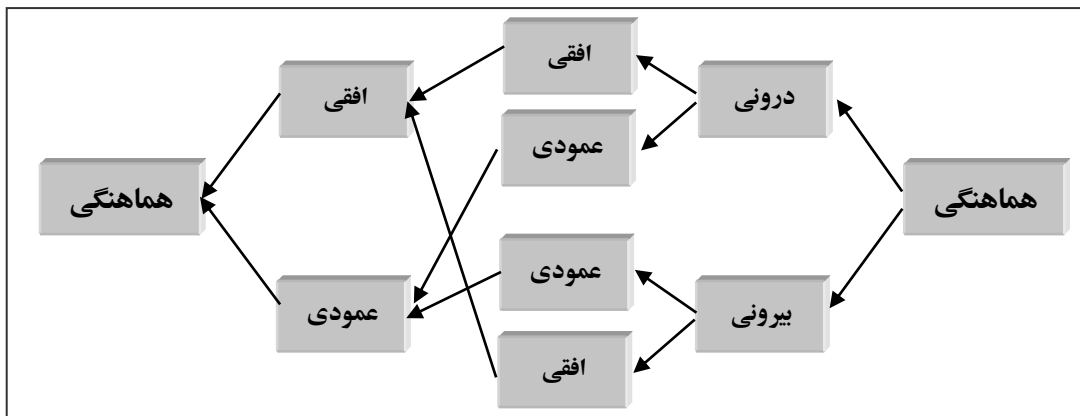 هماهنگی
درونی
بیرونی
افقی
عمودی
عمودی
افقی
افقی
عمودی
هماهنگی